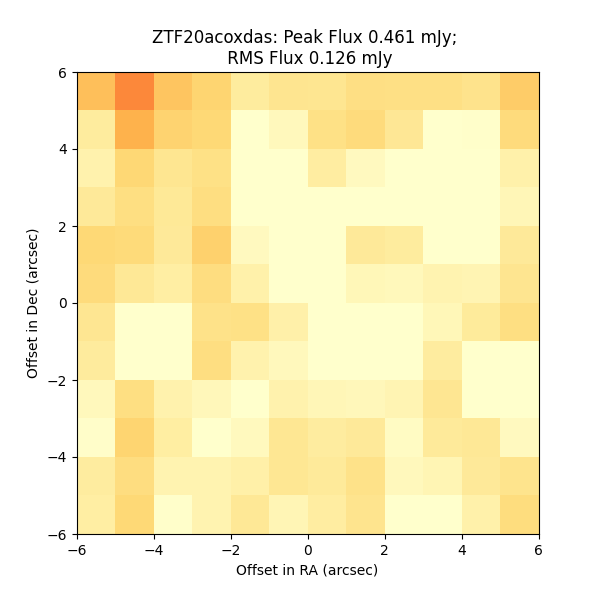 ZTF20acoxdas: Peak Flux 0.461 mJy;
RMS Flux 0.126 mJy
6
4
2
0
−2
−4
−6
Offset in Dec (arcsec)
−6 −4 −2 0 2 4 6
Offset in RA (arcsec)